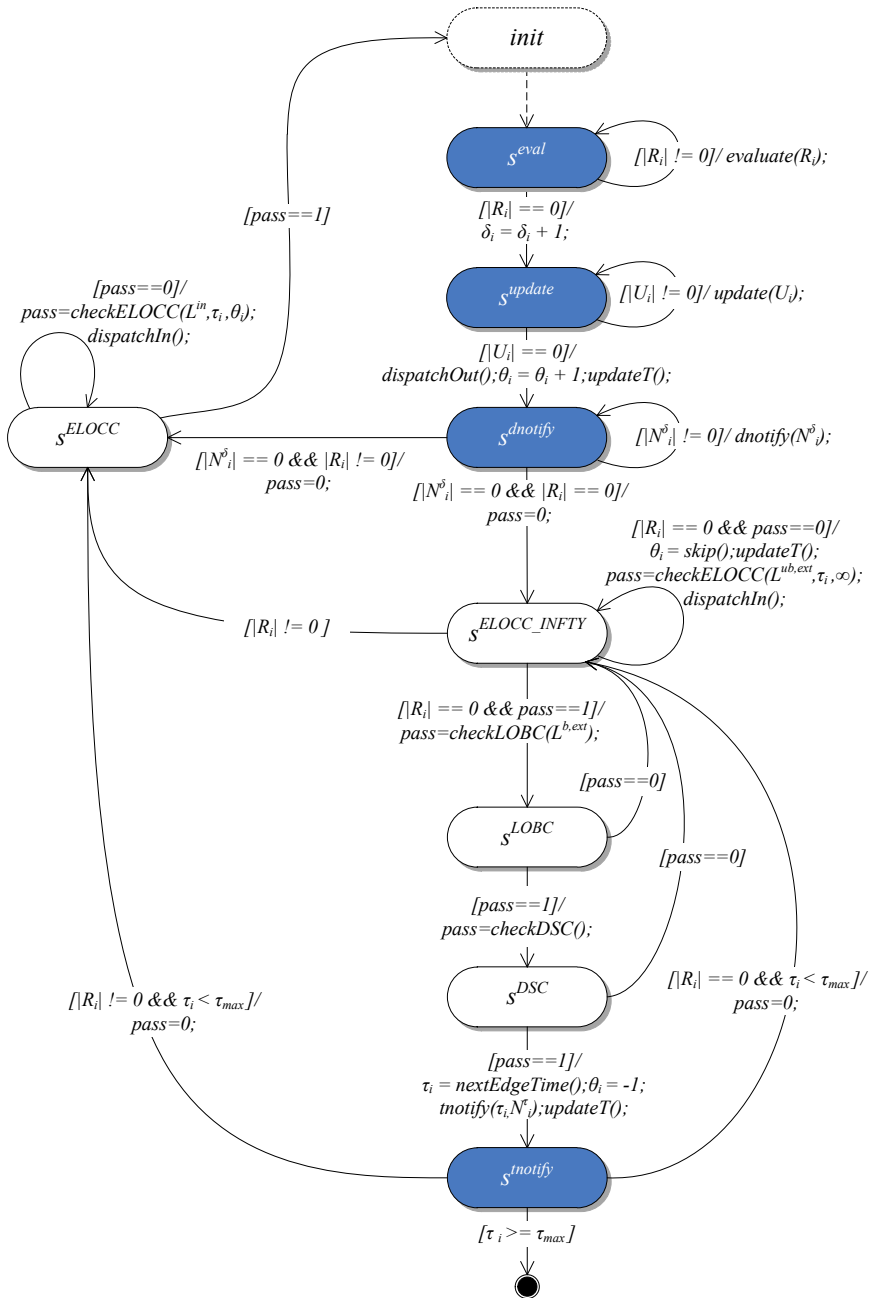 init
s^eval
[|R_i| != 0]/ evaluate(R_i);
[|R_i| == 0]/
δ_i = δ_i + 1;
[pass==1]
s^update
[|U_i| != 0]/ update(U_i);
[pass==0]/
pass=checkELOCC(L^in,τ_i,θ_i);
dispatchIn();
[|U_i| == 0]/
dispatchOut();θ_i = θ_i + 1;updateT();
s^ELOCC
s^dnotify
[|N^δ_i| != 0]/ dnotify(N^δ_i);
[|N^δ_i| == 0 && |R_i| != 0]/
pass=0;
[|N^δ_i| == 0 && |R_i| == 0]/
pass=0;
[|R_i| == 0 && pass==0]/
θ_i = skip();updateT();
pass=checkELOCC(L^ub,ext,τ_i,∞);
dispatchIn();
s^ELOCC_INFTY
[|R_i| != 0 ]
[|R_i| == 0 && pass==1]/
pass=checkLOBC(L^b,ext);
[pass==0]
s^LOBC
[pass==0]
[pass==1]/
pass=checkDSC();
s^DSC
[|R_i| == 0 && τ_i < τ_max]/
pass=0;
[|R_i| != 0 && τ_i < τ_max]/
pass=0;
[pass==1]/
τ_i = nextEdgeTime();θ_i = -1;
tnotify(τ_i,N^τ_i);updateT();
s^tnotify
[τ_i >= τ_max]